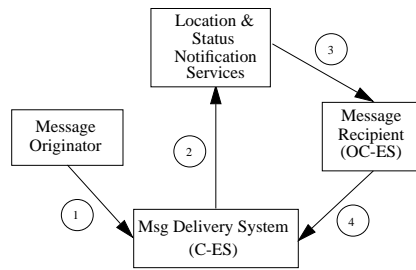 Location &
Status
Notification
Services
3
Message
Originator
Message
Recipient
(OC-ES)
2
1
4
Msg Delivery System
(C-ES)